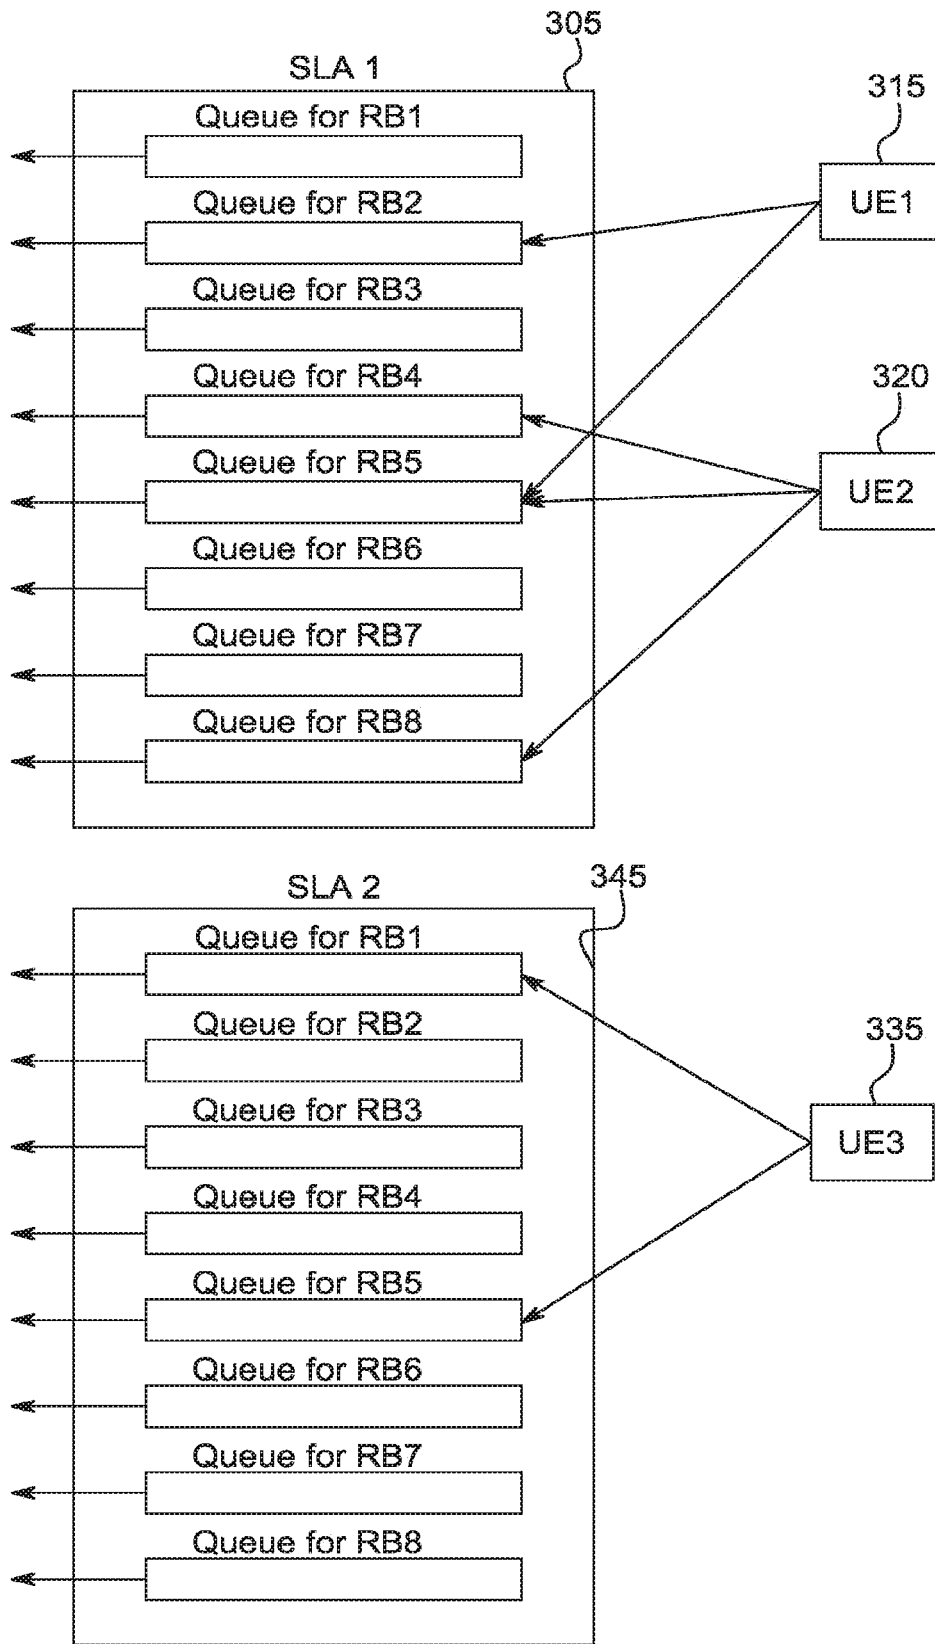 305
SLA 1
315
Queue for RB1
UE1
Queue for RB2
Queue for RB3
320
Queue for RB4
UE2
Queue for RB5
Queue for RB6
Queue for RB7
Queue for RB8
345
SLA 2
Queue for RB1
335
Queue for RB2
UE3
Queue for RB3
Queue for RB4
Queue for RB5
Queue for RB6
Queue for RB7
Queue for RB8